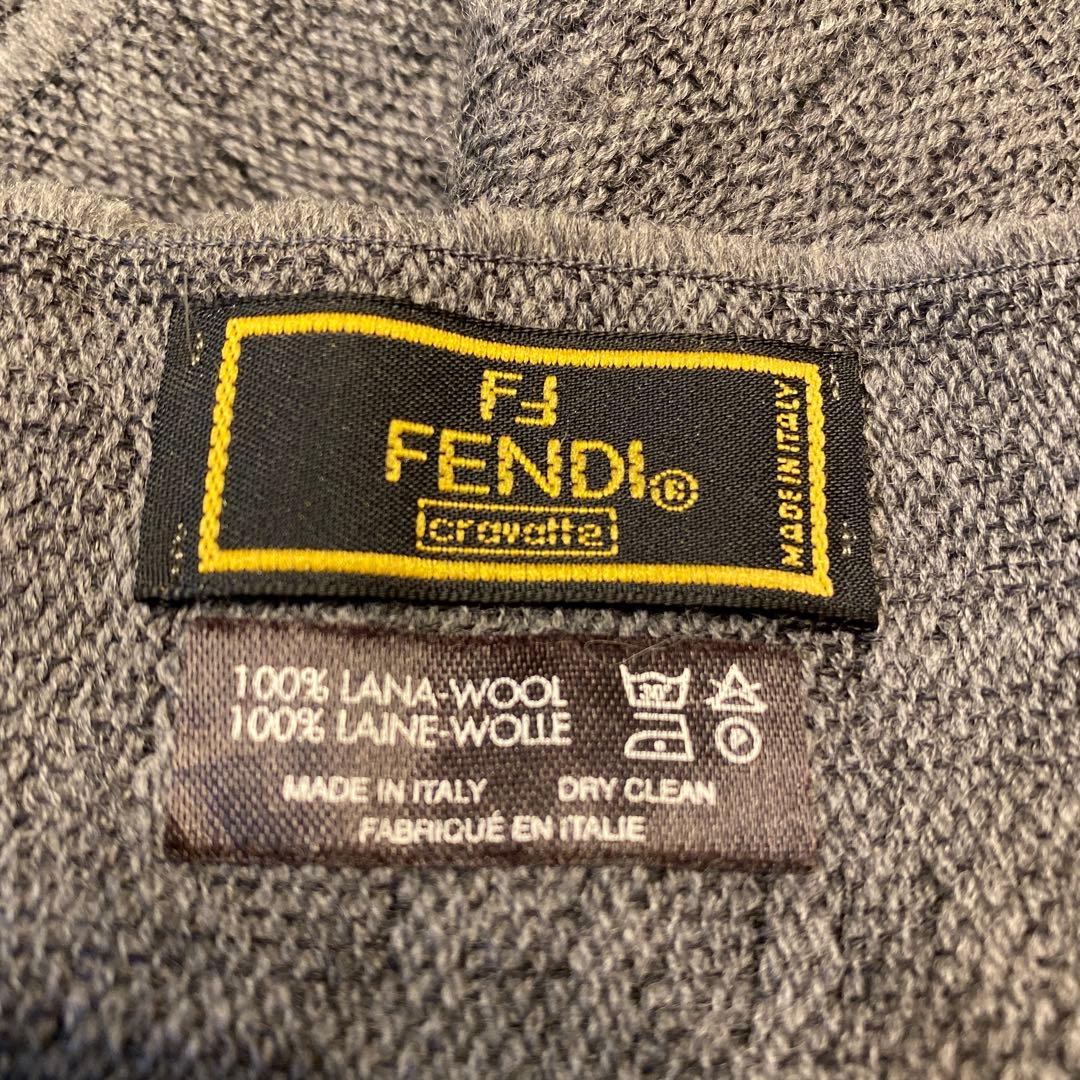 FF
FENDI®
cravatte
MADE IN ITALY
100% LANA-WOOL
100% LAINE-WOLLE
30°
P
MADE IN ITALY DRY CLEAN
FABRIQUÉ EN ITALIE